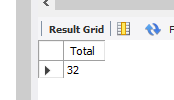 Result Grid
F
Total
32